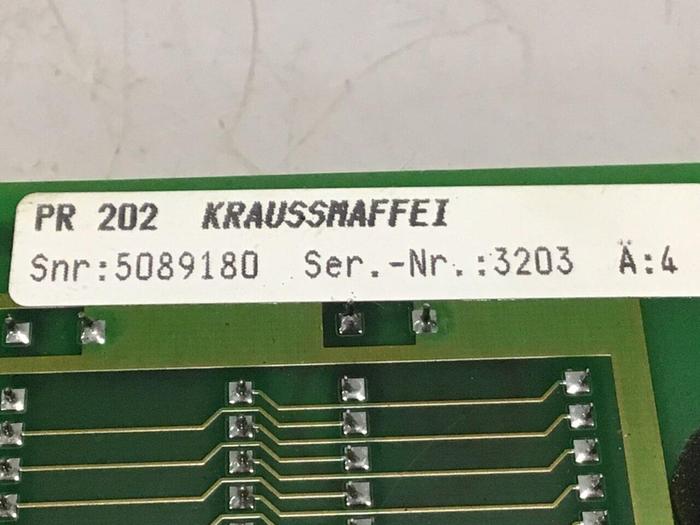 PR 202 KRAUSSMAFFEI
Snr:5089180 Ser.-Nr.:3203 Ä:4